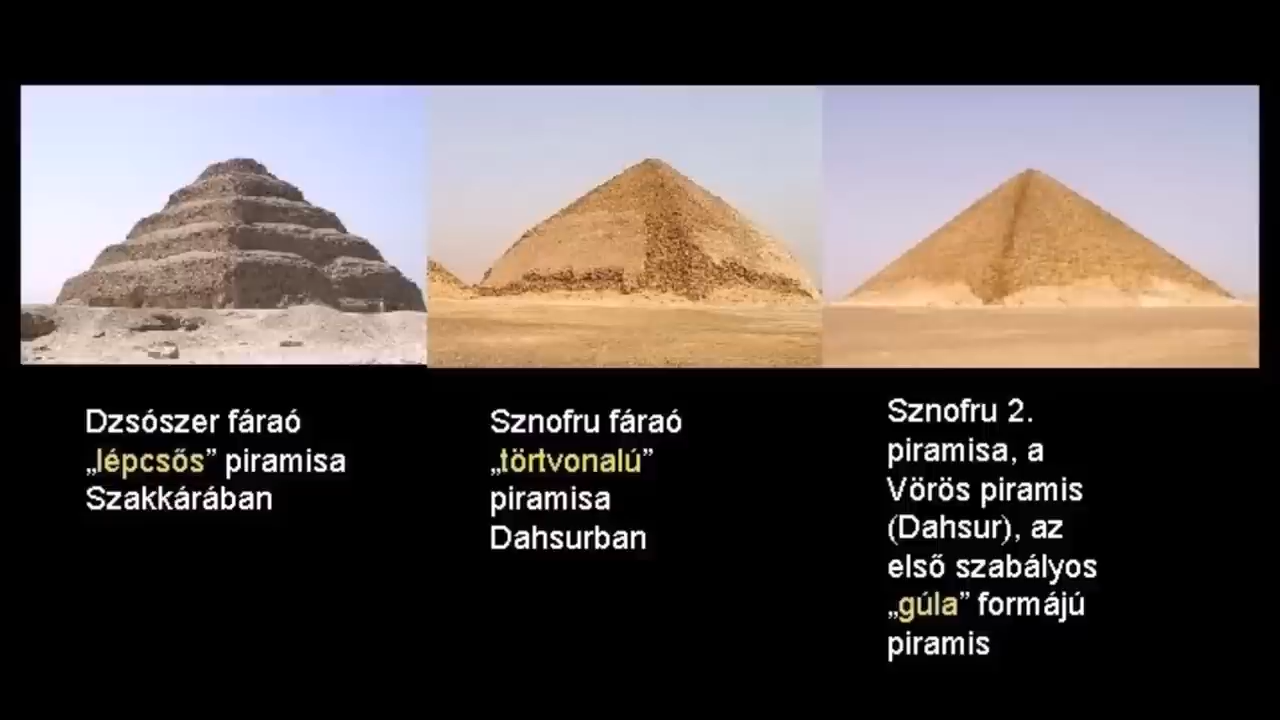 Dzsószer fáraó
„lépcsős” piramisa
Szakkárában
Sznofru fáraó
„törtvonalú”
piramisa
Dahsurban
Sznofru 2.
piramisa, a
Vörös piramis
(Dahsur), az
első szabályos
„gúla” formájú
piramis